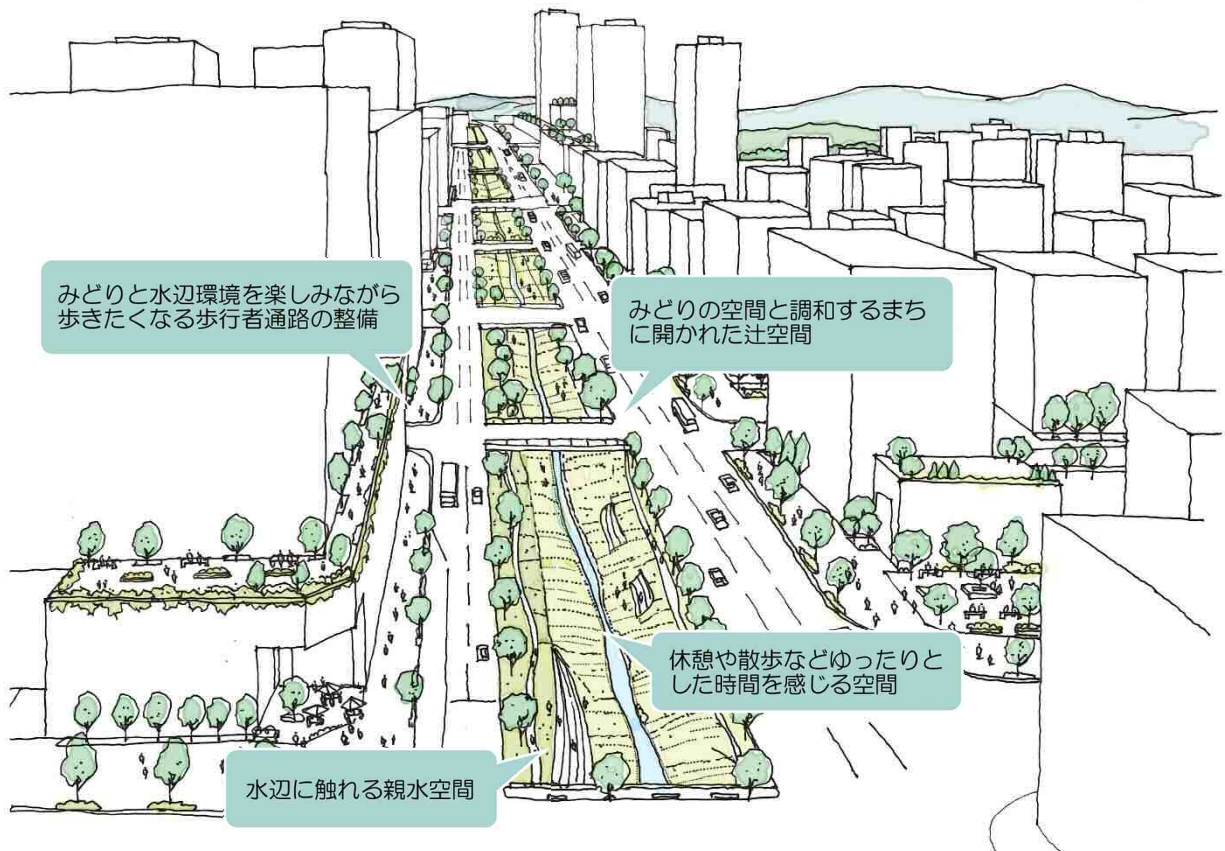 みどりと水辺環境を楽しみながら
歩きたくなる歩行者通路の整備
みどりの空間と調和するまち
に開かれた辻空間
休憩や散歩などゆったりと
した時間を感じる空間
水辺に触れる親水空間